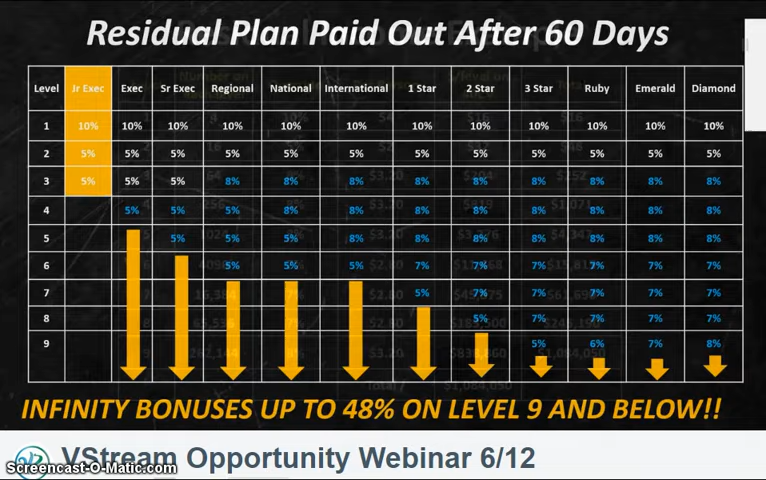 Residual Plan Paid Out After 60 Days
Level Jr Exec Exec Sr Exec Regional National International 1 Star 2 Star 3 Star Ruby Emerald Diamond
1 10% 10% 10% 10% 10% 10% 10% 10% 10% 10% 10% 10%
2 5% 5% 5% 5% 5% 5% 5% 5% 5% 5% 5% 5%
3 5% 5% 5% 8% 8% 8% 8% 8% 8% 8% 8% 8%
4 5% 5% 5% 8% 8% 8% 8% 8% 8% 8% 8%
5 5% 5% 5% 8% 8% 8% 8% 8% 8% 8%
6 5% 5% 5% 7% 7% 7% 7% 7% 7%
7 5% 7% 7% 7% 7% 7%
8 5% 7% 7% 7% 7%
9 5% 6% 7% 8%
INFINITY BONUSES UP TO 48% ON LEVEL 9 AND BELOW!!
VStream Opportunity Webinar 6/12
Screencast-O-Matic.com